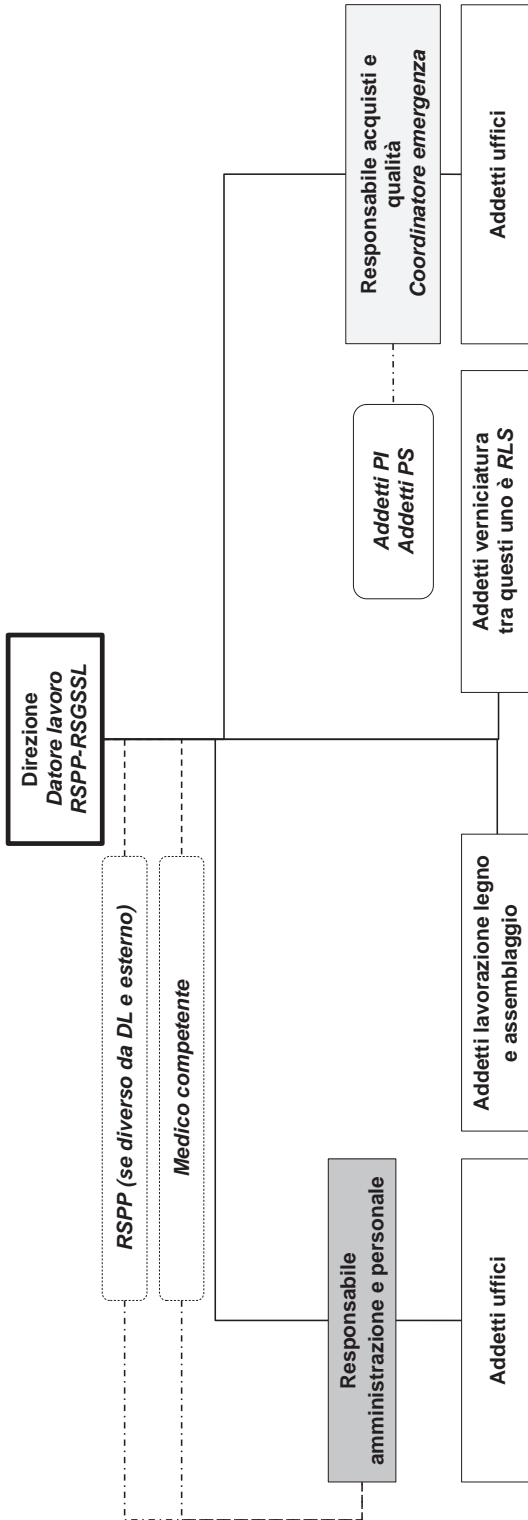 Direzione
Datore lavoro
RSPP-RSGSSL
RSPP (se diverso da DL e esterno)
Medico competente
Responsabile
amministrazione e personale
Responsabile acquisti e
qualità
Coordinatore emergenza
Addetti PI
Addetti PS
Addetti uffici
Addetti lavorazione legno
e assemblaggio
Addetti verniciatura
tra questi uno è RLS
Addetti uffici